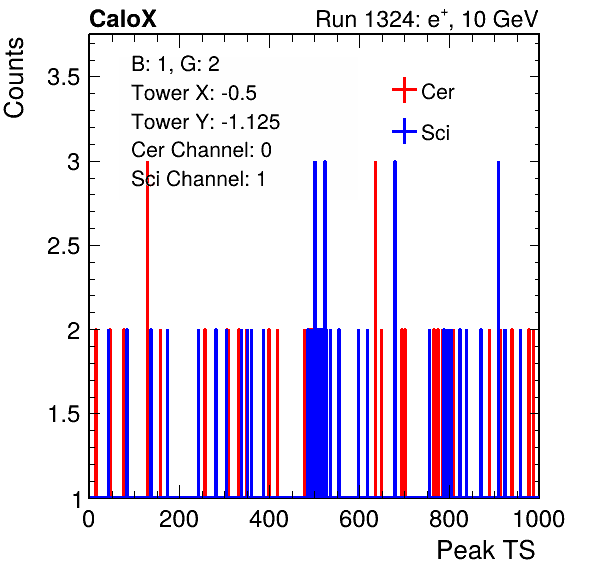 CaloX
Run 1324: e+, 10 GeV
Counts
3.5
3
2.5
2
1.5
1
B: 1, G: 2
Tower X: -0.5
Tower Y: -1.125
Cer Channel: 0
Sci Channel: 1
Cer
Sci
0 200 400 600 800 1000
Peak TS